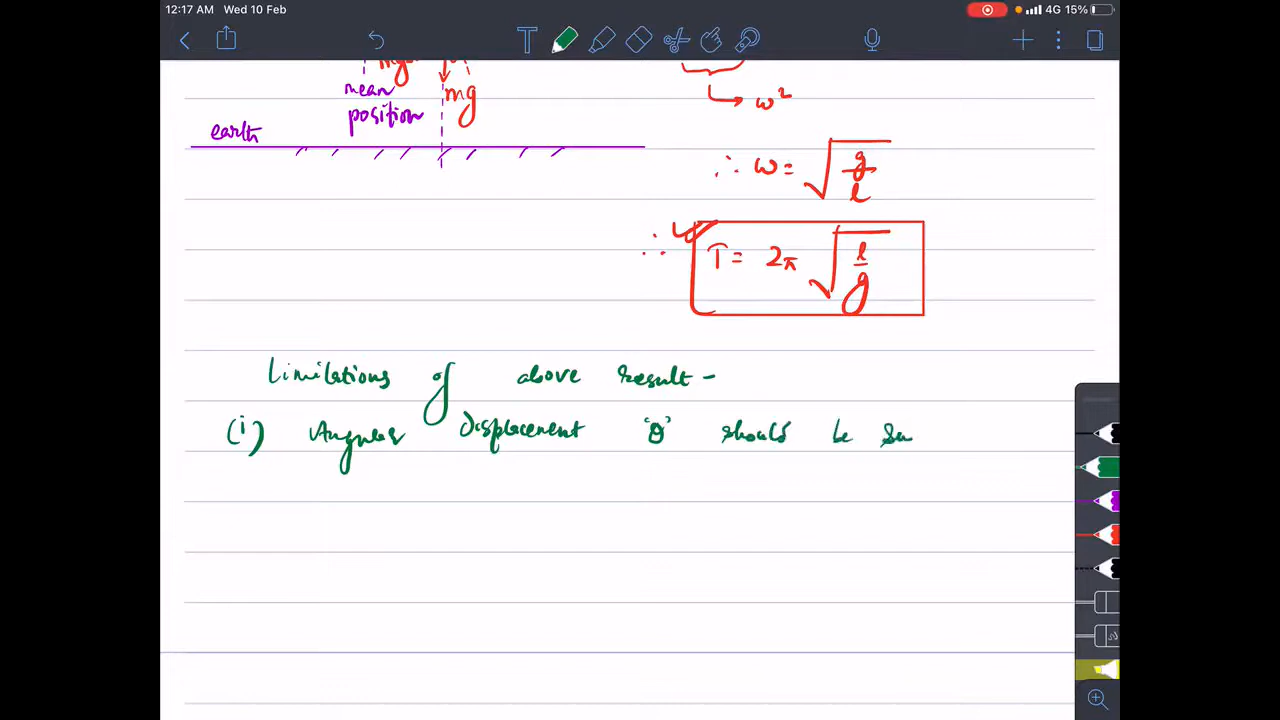 12:17 AM Wed 10 Feb
4G 15%
T
mean
position
mg
earth
ω²
∴ ω = √(g/l)
∴ T = 2π √(l/g)
Limitations of above result -
(i) Angular Displacement 'θ' should be